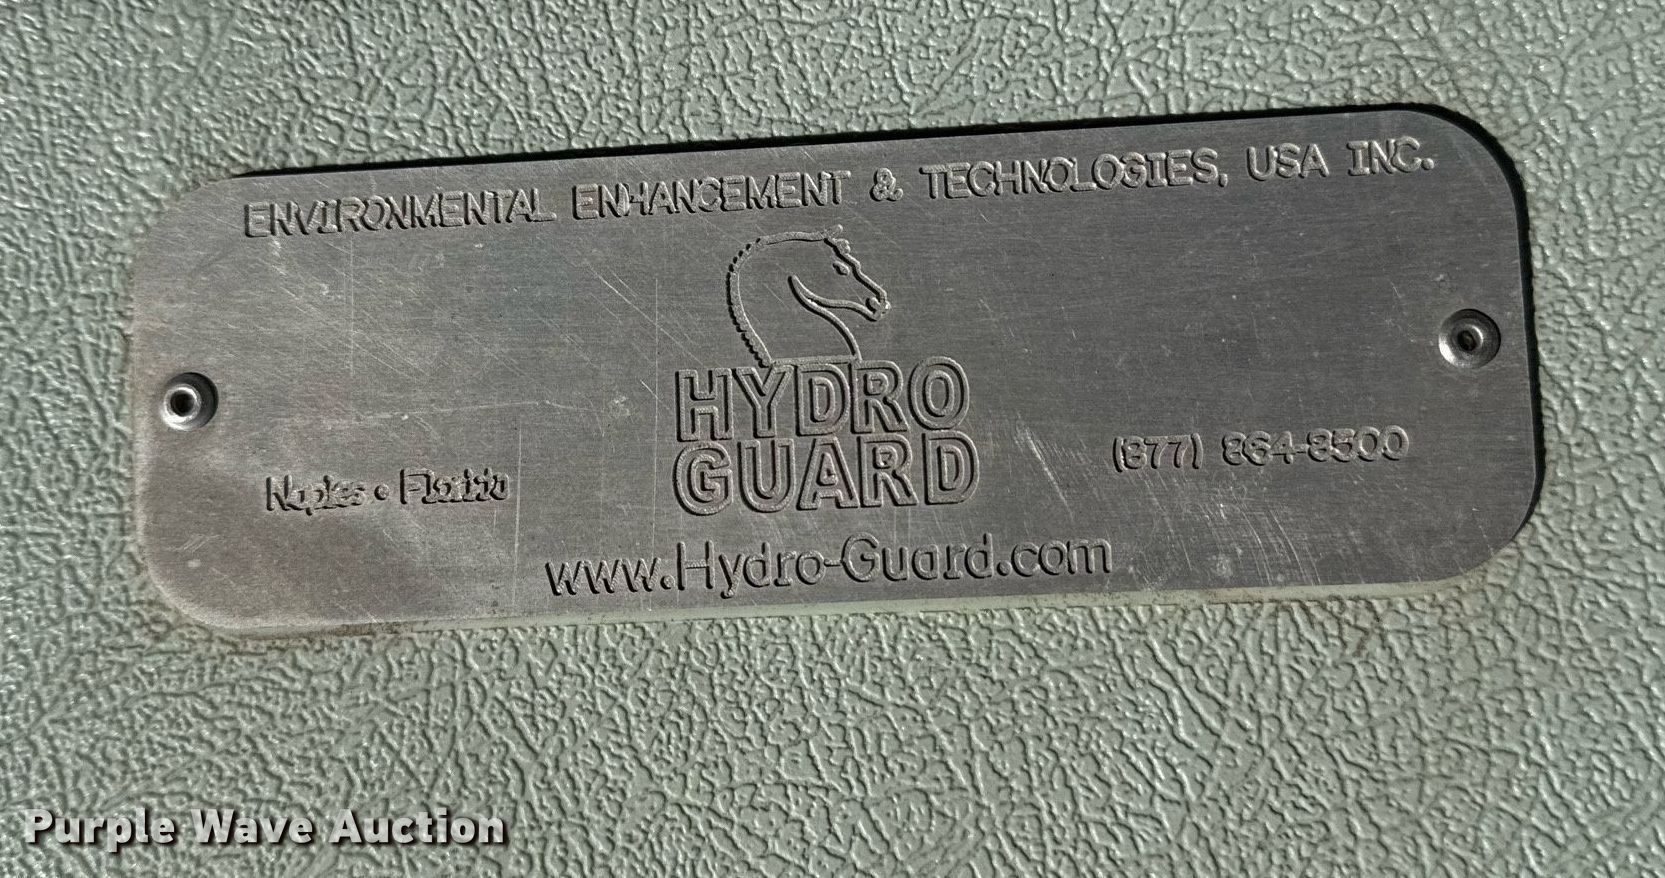 ENVIRONMENTAL ENHANCEMENT & TECHNOLOGIES, USA INC.
HYDRO
GUARD
Naples • Florida
(877) 864-8500
www.Hydro-Guard.com
Purple Wave Auction